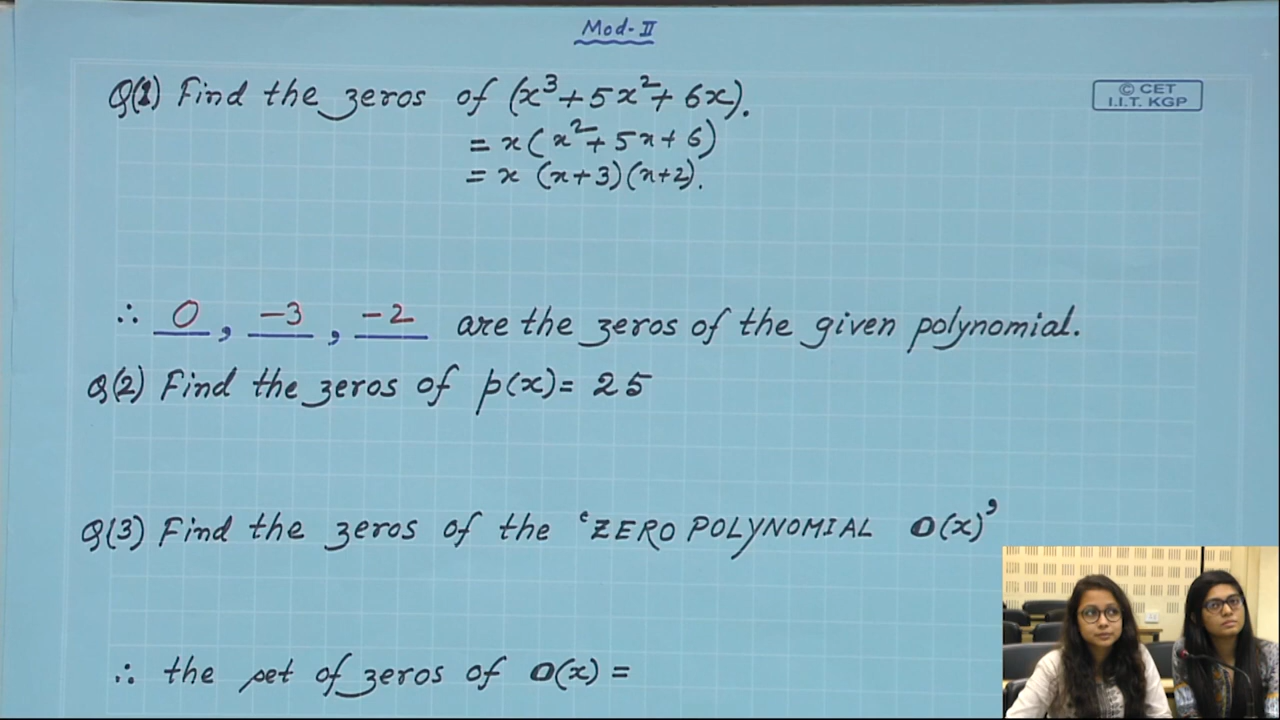 Mod-II
Q(1) Find the zeros of (x³+5x²+6x).
© CET
I.I.T. KGP
= x(x²+5x+6)
= x (x+3)(x+2).
∴ 0, -3, -2 are the zeros of the given polynomial.
Q(2) Find the zeros of p(x)= 25
Q(3) Find the zeros of the 'ZERO POLYNOMIAL O(x)'
∴ the set of zeros of O(x) =